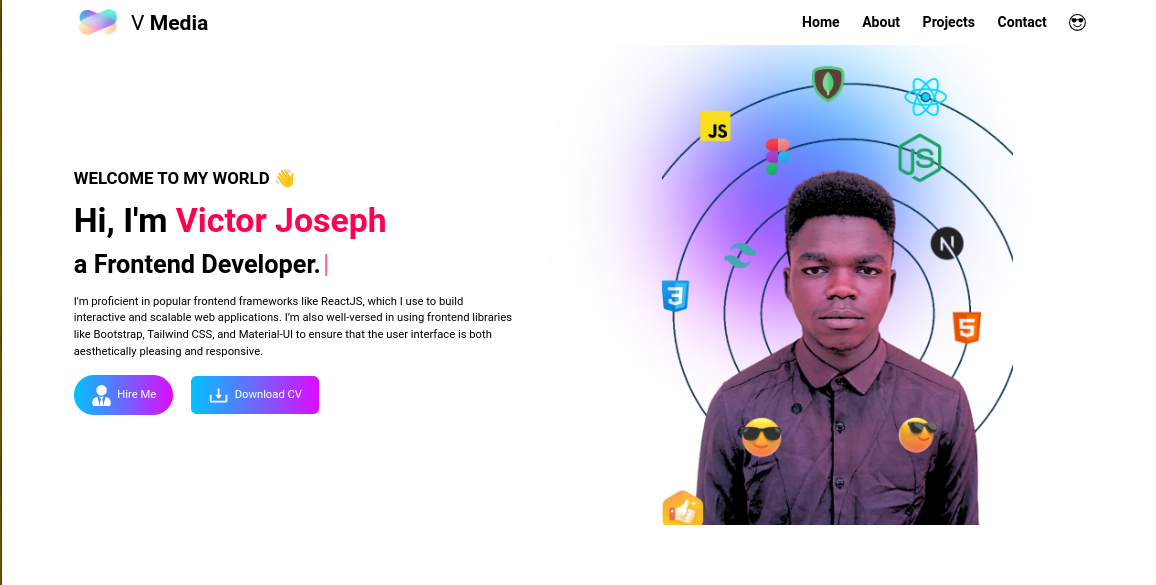 V Media
Home About Projects Contact
WELCOME TO MY WORLD 👋
Hi, I'm Victor Joseph
a Frontend Developer.
I'm proficient in popular frontend frameworks like ReactJS, which I use to build
interactive and scalable web applications. I'm also well-versed in using frontend libraries
like Bootstrap, Tailwind CSS, and Material-UI to ensure that the user interface is both
aesthetically pleasing and responsive.
Hire Me
Download CV
JS
JS
N
3
5